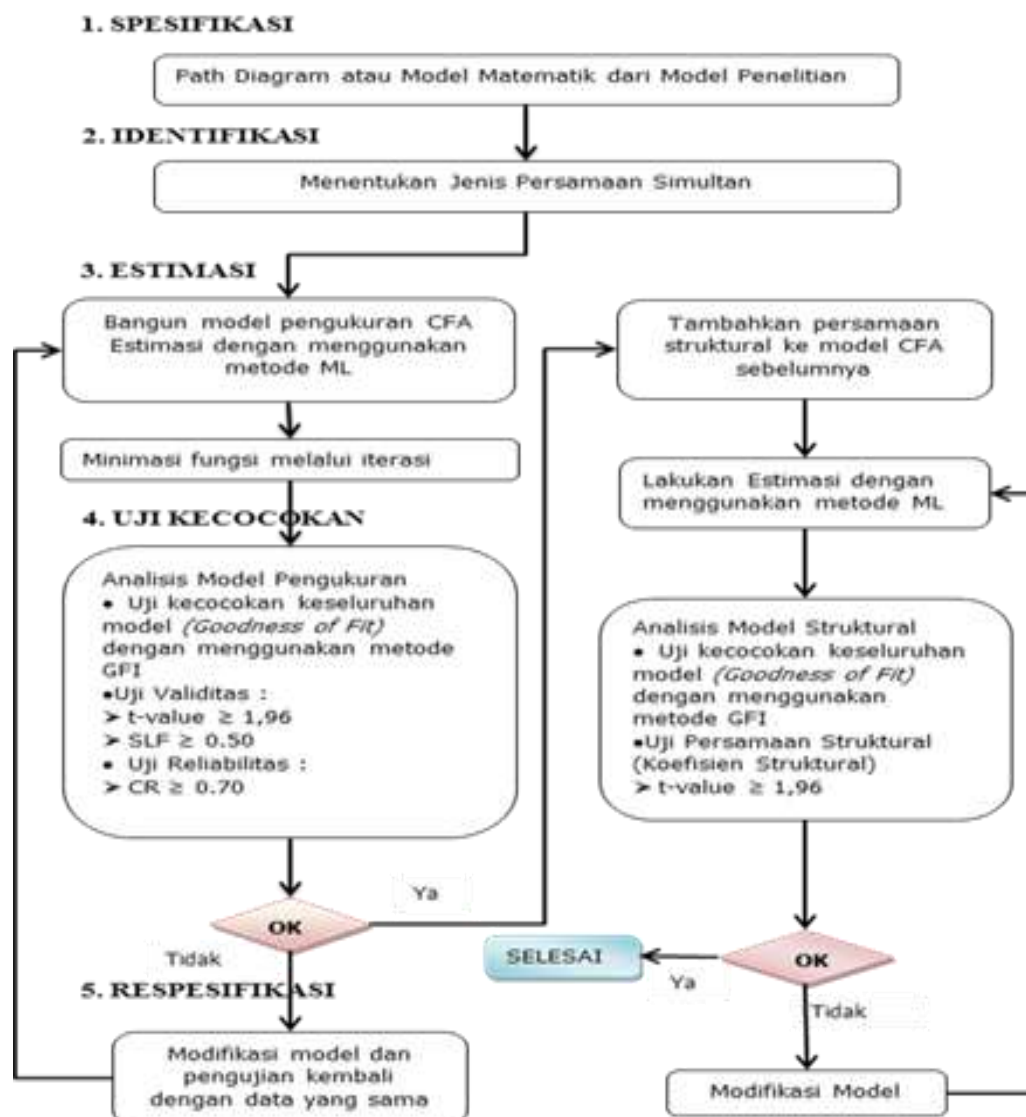 1. SPESIFIKASI
Path Diagram atau Model Matematik dari Model Penelitian
2. IDENTIFIKASI
Menentukan Jenis Persamaan Simultan
3. ESTIMASI
Bangun model pengukuran CFA
Estimasi dengan menggunakan
metode ML
Minimasi fungsi melalui iterasi
4. UJI KECOCOKAN
Analisis Model Pengukuran
• Uji kecocokan keseluruhan
model (Goodness of Fit)
dengan menggunakan metode
GFI
•Uji Validitas :
➤ t-value ≥ 1,96
➤ SLF ≥ 0.50
• Uji Reliabilitas :
➤ CR ≥ 0.70
OK
Ya
Tidak
5. RESPESIFIKASI
Modifikasi model dan
pengujian kembali
dengan data yang sama
Tambahkan persamaan
struktural ke model CFA
sebelumnya
Lakukan Estimasi dengan
menggunakan metode ML
Analisis Model Struktural
• Uji kecocokan keseluruhan
model (Goodness of Fit)
dengan menggunakan
metode GFI
•Uji Persamaan Struktural
(Koefisien Struktural)
➤ t-value ≥ 1,96
OK
Ya
SELESAI
Tidak
Modifikasi Model